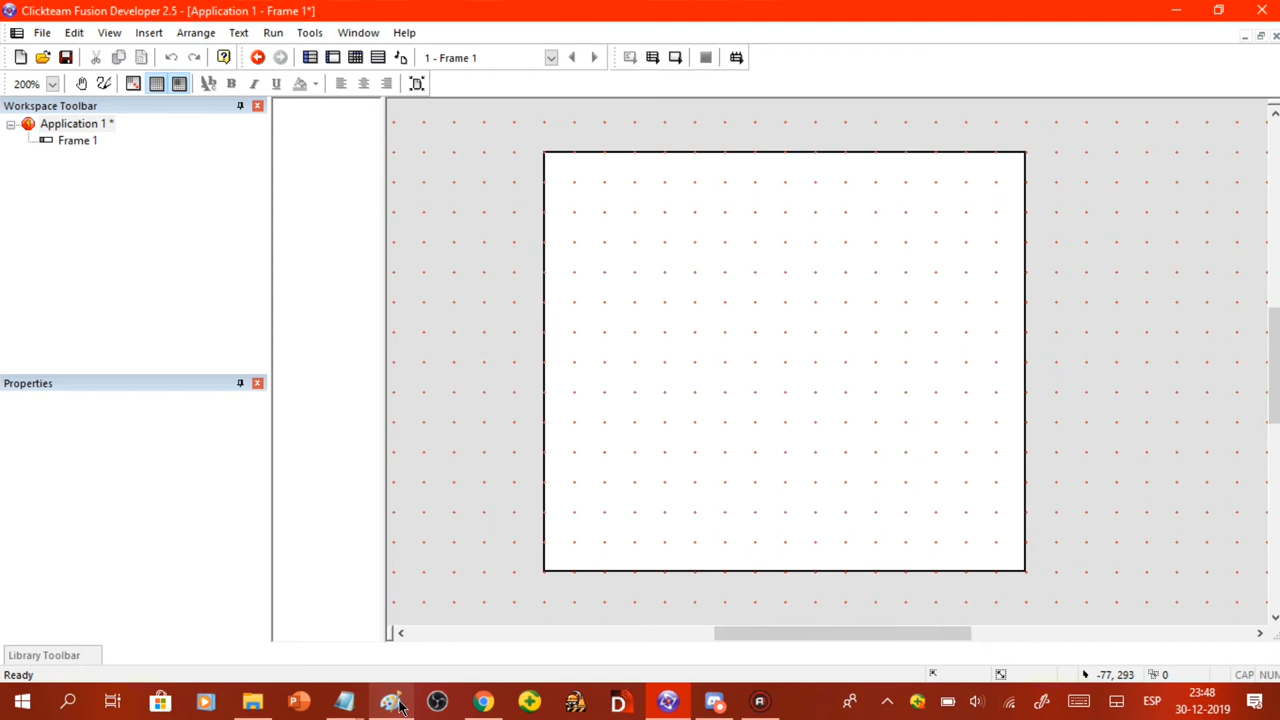 Clickteam Fusion Developer 2.5 - [Application 1 - Frame 1*]
File Edit View Insert Arrange Text Run Tools Window Help
1 - Frame 1
200% B I U
Workspace Toolbar
Application 1 *
Frame 1
Properties
Library Toolbar
Ready -77, 293 0 CAP NUM
ESP 23:48
30-12-2019